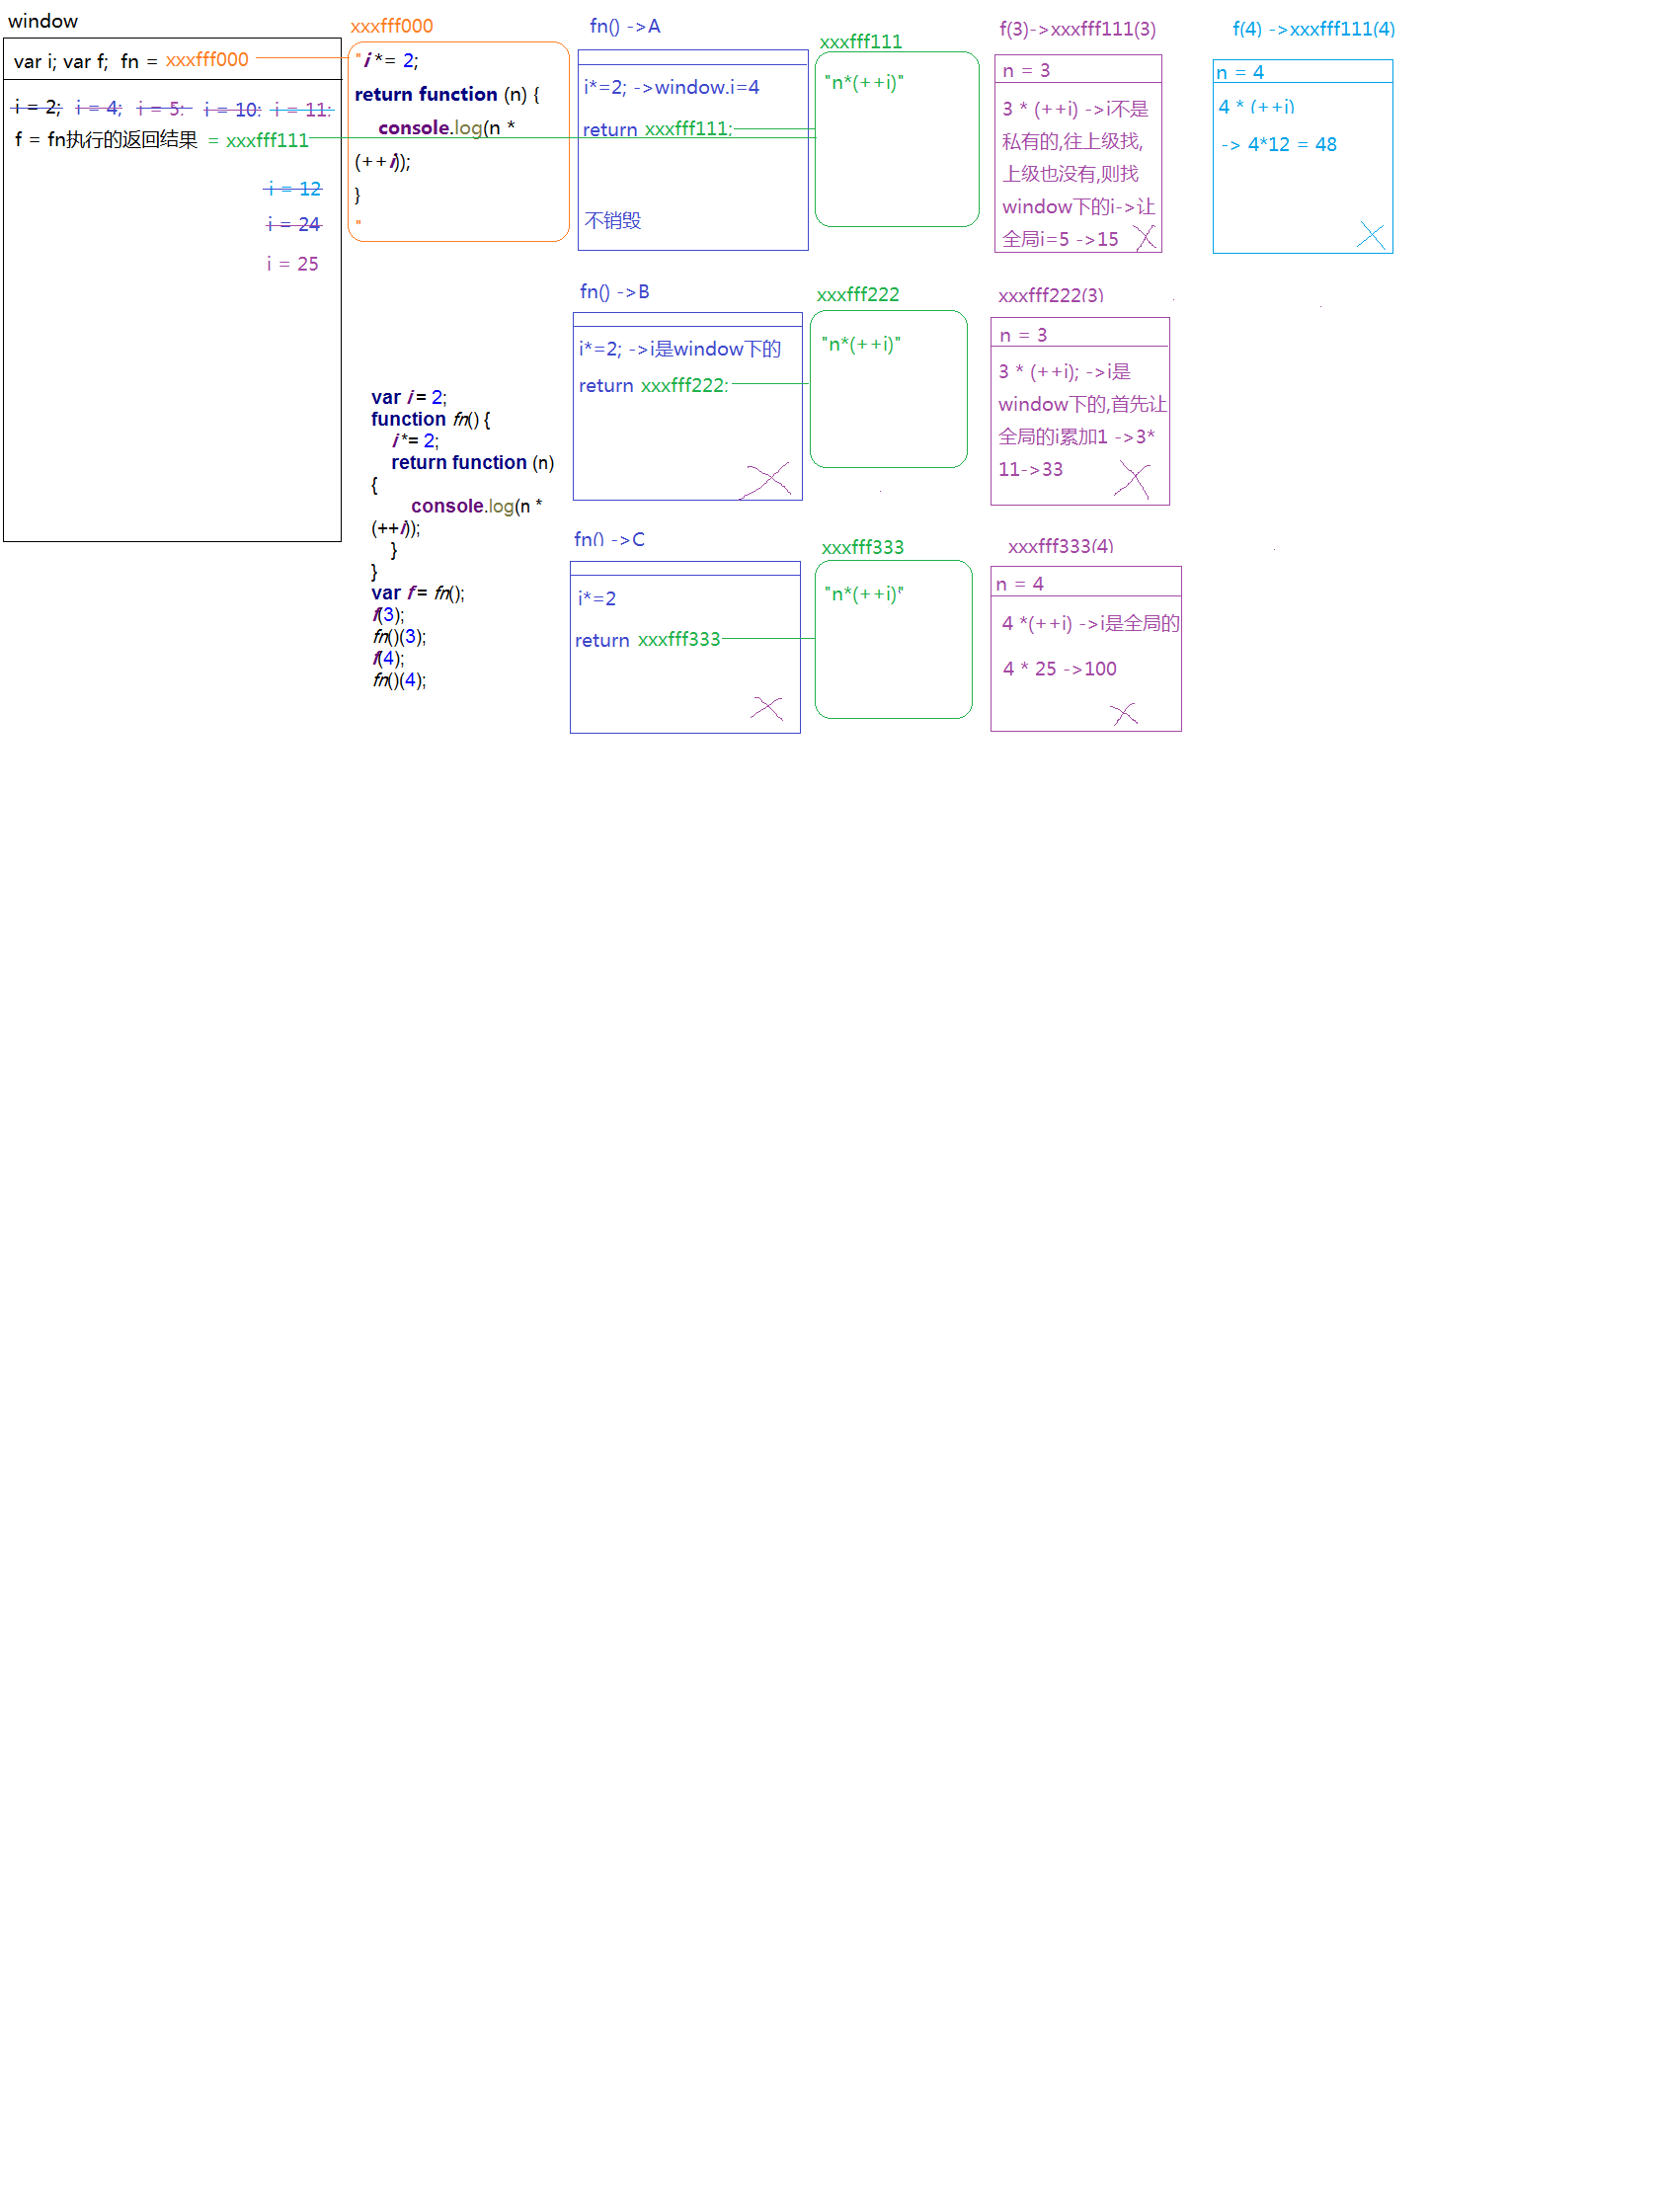 window
var i; var f; fn = xxxfff000
i = 2; i = 4; i = 5; i = 10; i = 11;
f = fn执行的返回结果 = xxxfff111
i = 12
i = 24
i = 25
xxxfff000
"i *= 2;
return function (n) {
console.log(n *
(++i));
}
"
fn() ->A
i*=2; ->window.i=4
return xxxfff111;
不销毁
xxxfff111
"n*(++i)"
f(3)->xxxfff111(3)
n = 3
3 * (++i) ->i不是
私有的,往上级找,
上级也没有,则找
window下的i->让
全局i=5 ->15
f(4) ->xxxfff111(4)
n = 4
4 * (++i)
-> 4*12 = 48
fn() ->B
i*=2; ->i是window下的
return xxxfff222;
xxxfff222
"n*(++i)"
xxxfff222(3)
n = 3
3 * (++i); ->i是
window下的,首先让
全局的i累加1 ->3*
11->33
var i = 2;
function fn() {
i *= 2;
return function (n)
{
console.log(n *
(++i));
}
}
var f = fn();
f(3);
fn()(3);
f(4);
fn()(4);
fn() ->C
i*=2
return xxxfff333
xxxfff333
"n*(++i)"
xxxfff333(4)
n = 4
4 *(++i) ->i是全局的
4 * 25 ->100